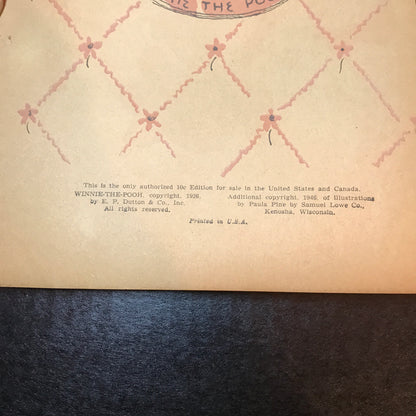 THE POO
This is the only authorized 10c Edition for sale in the United States and Canada.
WINNIE-THE-POOH, copyright, 1926,
by E. P. Dutton & Co., Inc.
All rights reserved.
Additional copyright, 1946, of illustrations
by Paula Pine by Samuel Lowe Co.,
Kenosha, Wisconsin.
Printed in U.S.A.